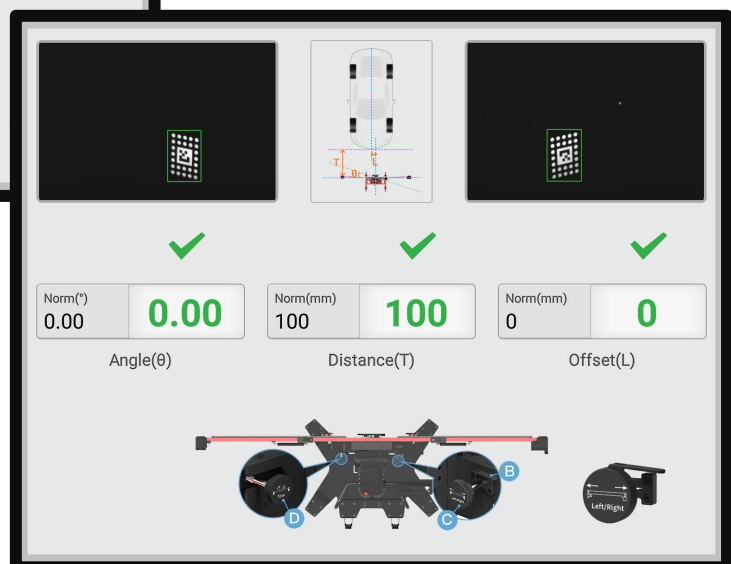 T
L
θ
Norm(°)
0.00
0.00
Norm(mm)
100
100
Norm(mm)
0
0
Angle(θ)
Distance(T)
Offset(L)
L
B
D
C
Left/Right